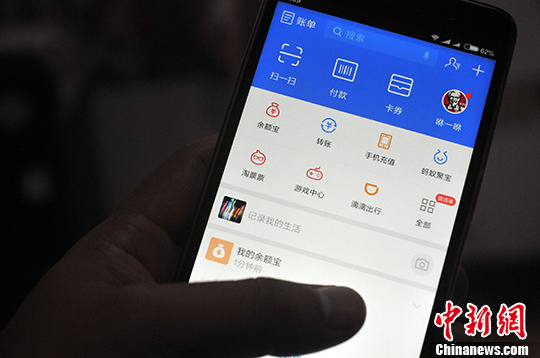 62%
账单
搜索
扫一扫
付款
卡券
咻一咻
余额宝
转账
手机充值
蚂蚁聚宝
淘票票
游戏中心
滴滴出行
全部
记录我的生活
我的余额宝
1分钟前
中新网
Chinanews.com